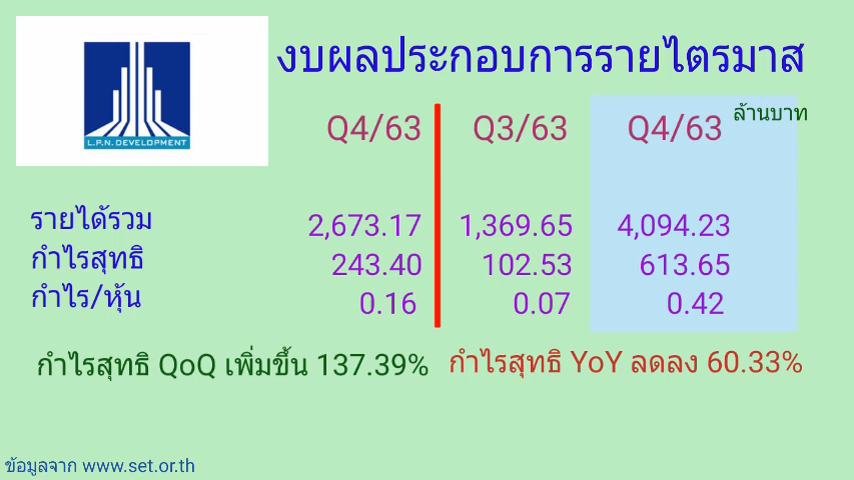 งบผลประกอบการรายไตรมาส
L.P.N. DEVELOPMENT
ล้านบาท
Q4/63 Q3/63 Q4/63
รายได้รวม 2,673.17 1,369.65 4,094.23
กำไรสุทธิ 243.40 102.53 613.65
กำไร/หุ้น 0.16 0.07 0.42
กำไรสุทธิ QoQ เพิ่มขึ้น 137.39% กำไรสุทธิ YoY ลดลง 60.33%
ข้อมูลจาก www.set.or.th